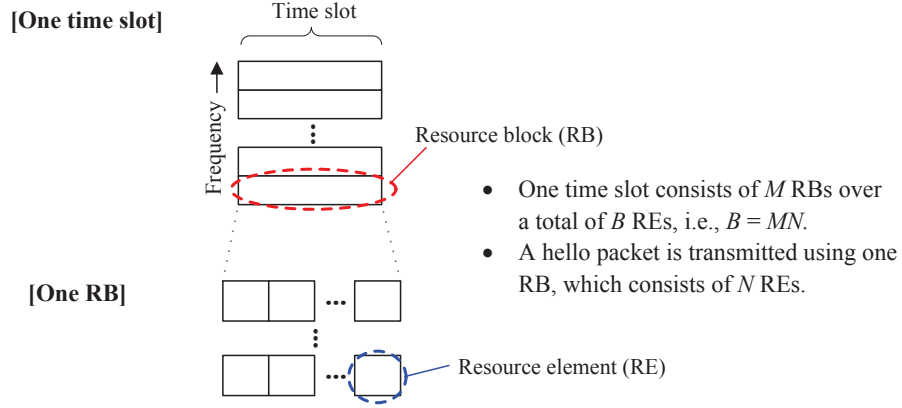 [One time slot]
Time slot
Frequency
Resource block (RB)
• One time slot consists of M RBs over
a total of B REs, i.e., B = MN.
• A hello packet is transmitted using one
RB, which consists of N REs.
[One RB]
Resource element (RE)